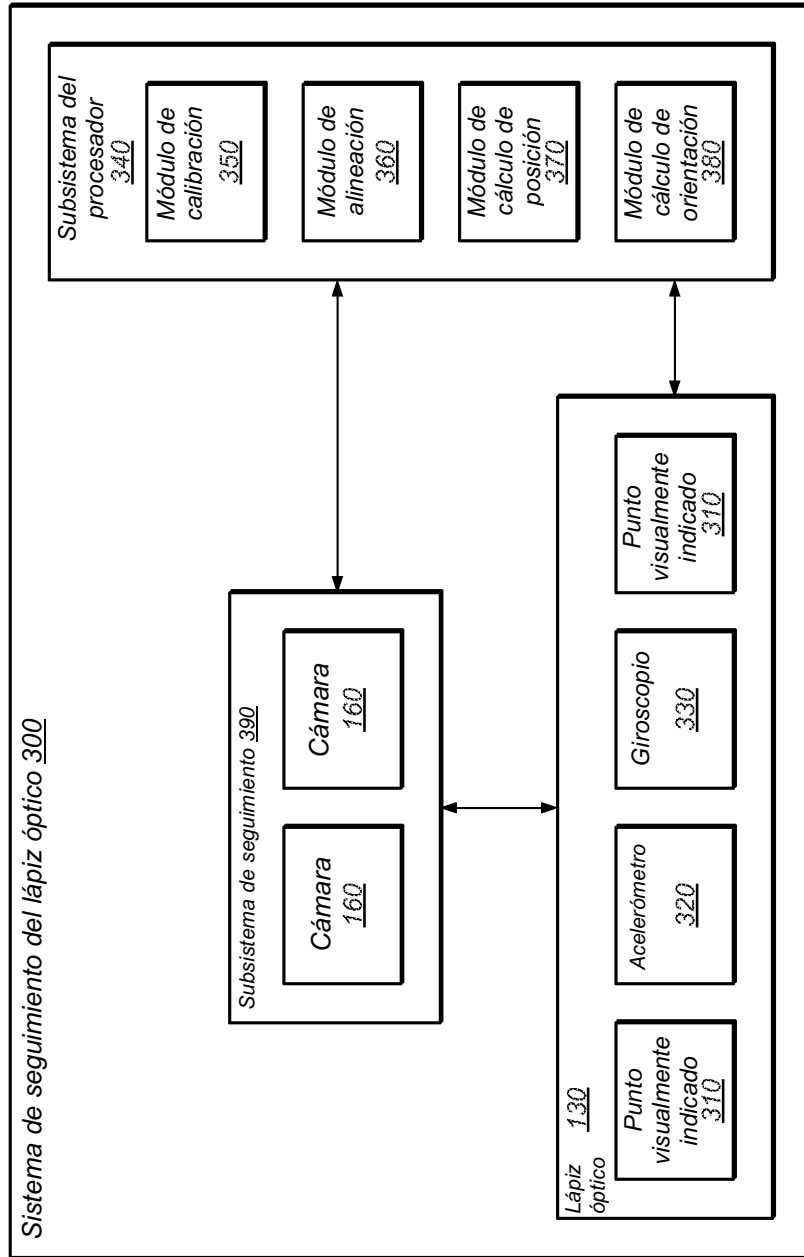 Sistema de seguimiento del lápiz óptico 300
Subsistema de seguimiento 390
Cámara
160
Cámara
160
Lápiz 130
óptico
Punto
visualmente
indicado
310
Acelerómetro
320
Giroscopio
330
Punto
visualmente
indicado
310
Subsistema del
procesador
340
Módulo de
calibración
350
Módulo de
alineación
360
Módulo de
cálculo de
posición
370
Módulo de
cálculo de
orientación
380